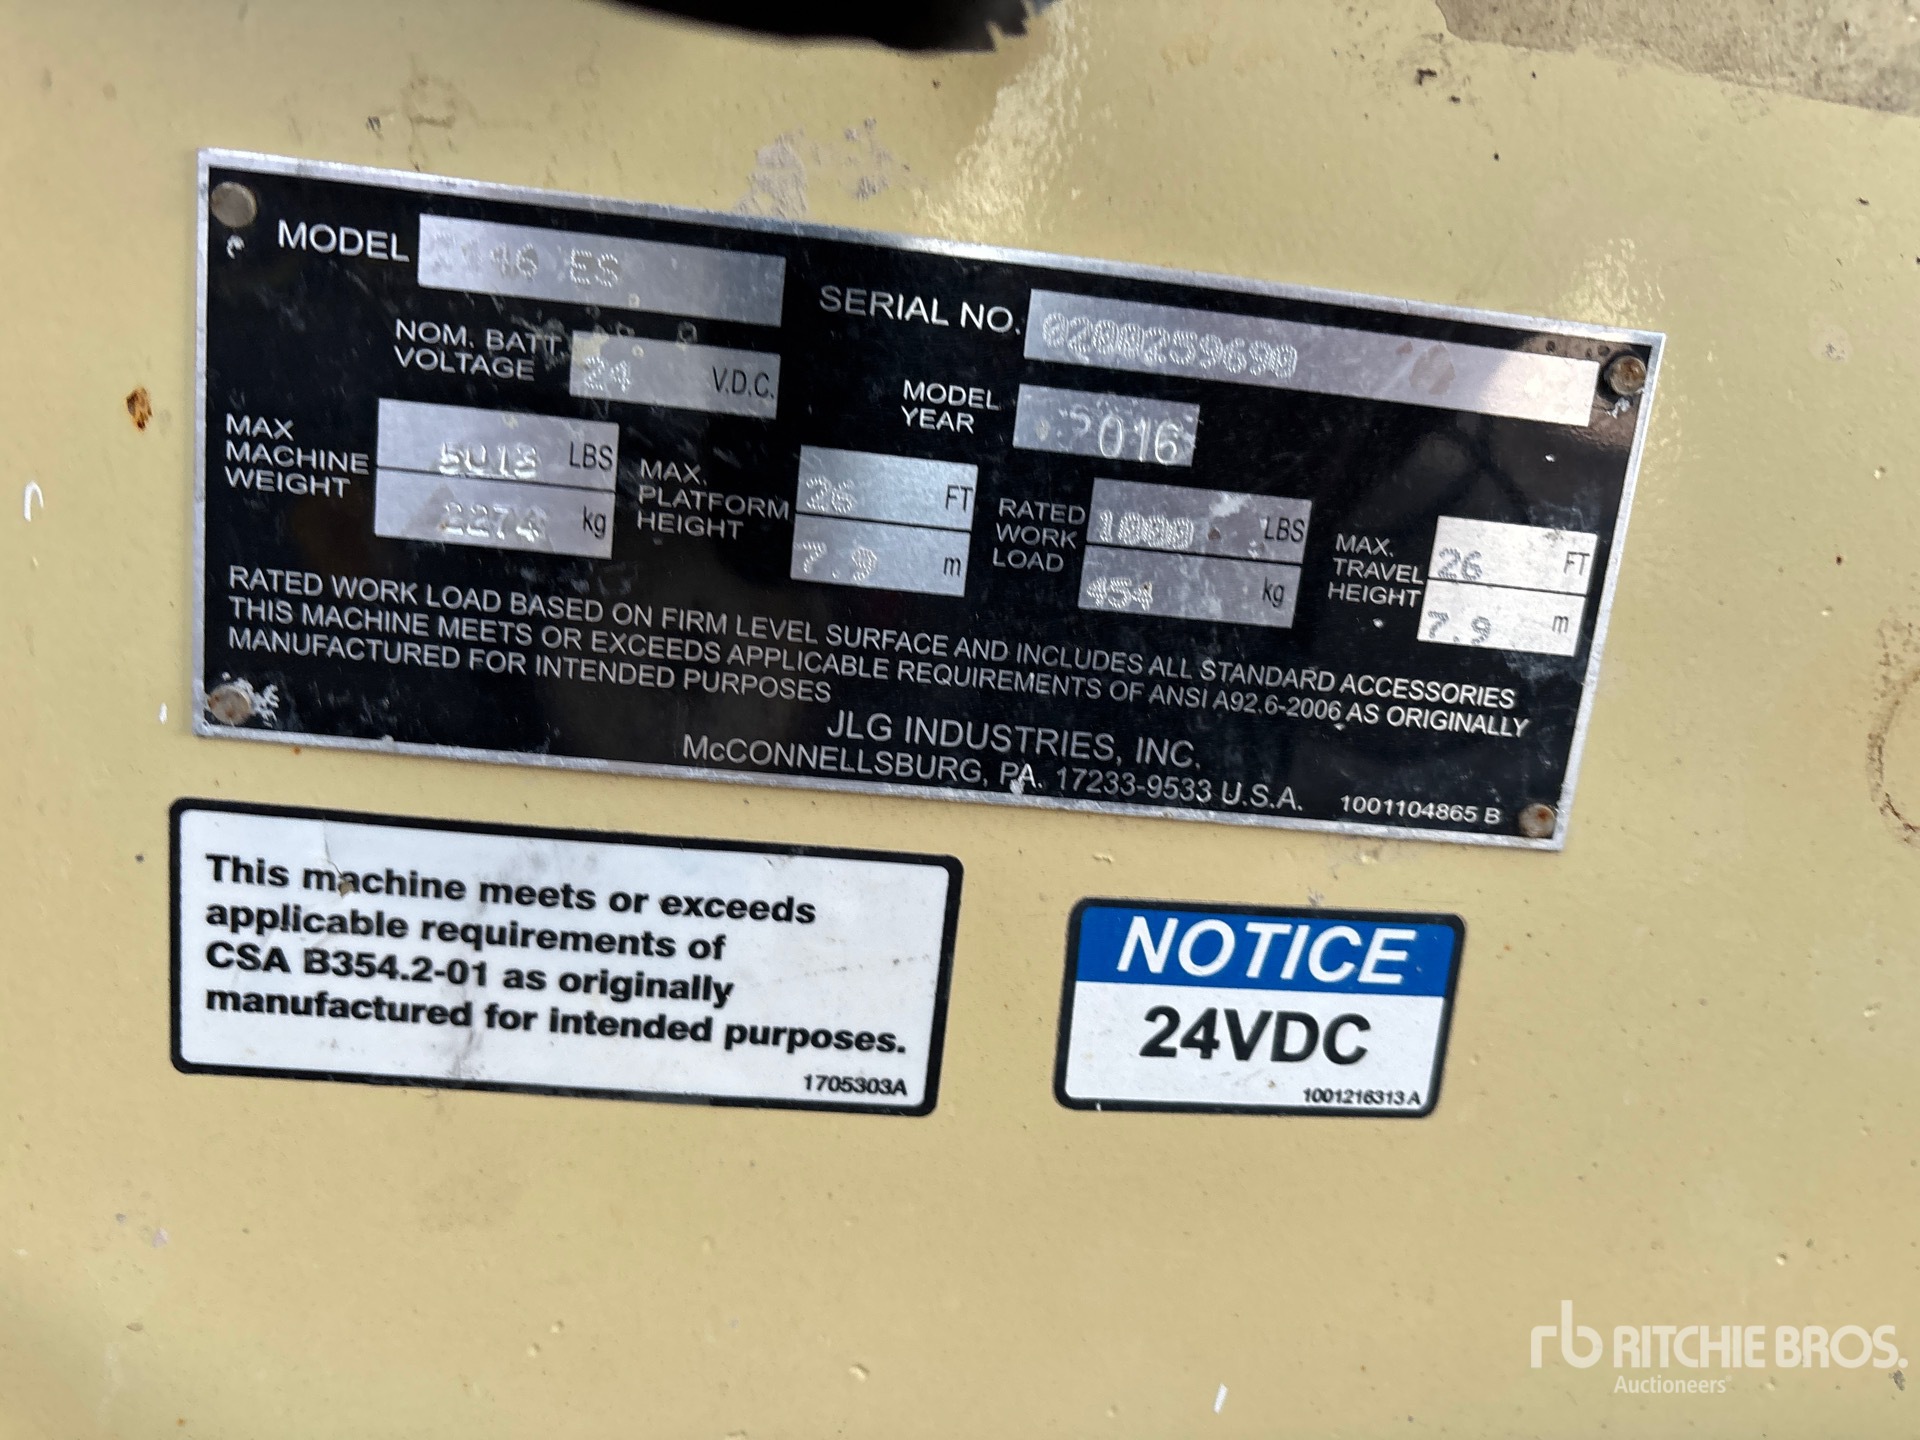 MODEL ES
SERIAL NO. 0200259690
NOM. BATT.
VOLTAGE 24 V.D.C.
MODEL
YEAR 2016
MAX
MACHINE
WEIGHT
5013 LBS
2274 kg
MAX.
PLATFORM
HEIGHT
26 FT
7.9 m
RATED
WORK
LOAD
1000 LBS
454 kg
MAX.
TRAVEL
HEIGHT
26 FT
7.9 m
RATED WORK LOAD BASED ON FIRM LEVEL SURFACE AND INCLUDES ALL STANDARD ACCESSORIES
THIS MACHINE MEETS OR EXCEEDS APPLICABLE REQUIREMENTS OF ANSI A92.6-2006 AS ORIGINALLY
MANUFACTURED FOR INTENDED PURPOSES
JLG INDUSTRIES, INC.
McCONNELLSBURG, PA. 17233-9533 U.S.A.
1001104865 B
This machine meets or exceeds
applicable requirements of
CSA B354.2-01 as originally
manufactured for intended purposes.
1705303A
NOTICE
24VDC
1001216313 A
rb RITCHIE BROS.
Auctioneers